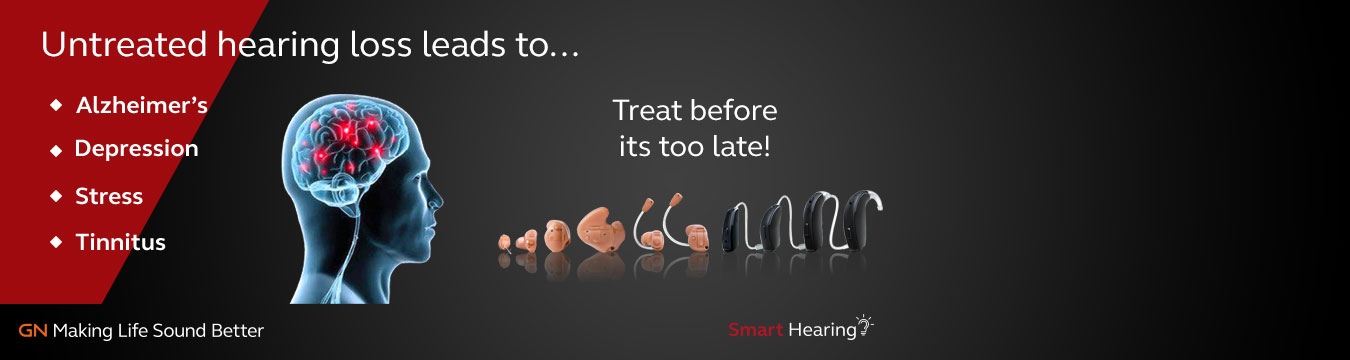 Untreated hearing loss leads to...
Alzheimer's
Depression
Stress
Tinnitus
Treat before
its too late!
GN Making Life Sound Better
Smart Hearing